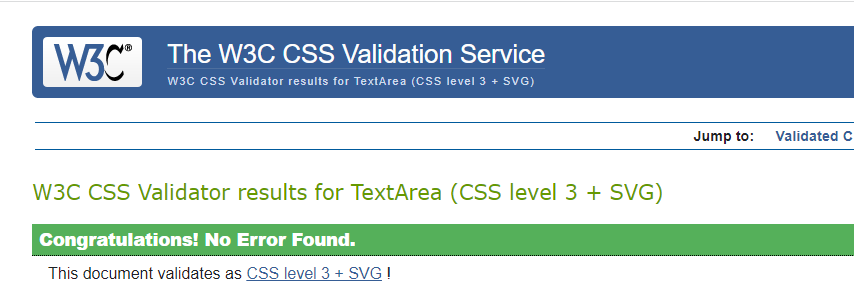 W3C® The W3C CSS Validation Service
W3C CSS Validator results for TextArea (CSS level 3 + SVG)
Jump to: Validated C
W3C CSS Validator results for TextArea (CSS level 3 + SVG)
Congratulations! No Error Found.
This document validates as CSS level 3 + SVG !